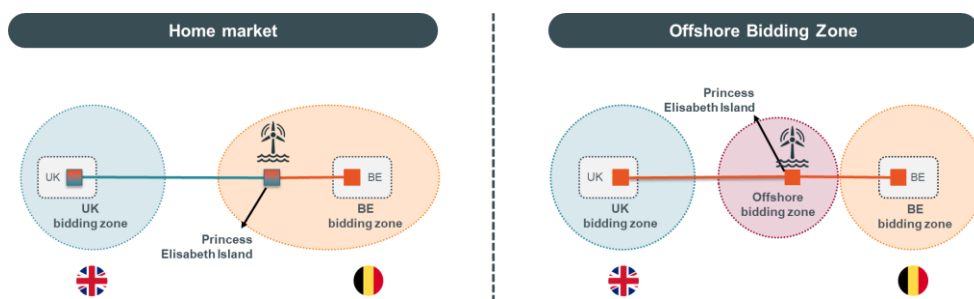 Home market
UK
UK
bidding zone
Princess
Elisabeth Island
BE
BE
bidding zone
Offshore Bidding Zone
Princess
Elisabeth Island
UK
UK
bidding zone
Offshore
bidding zone
BE
BE
bidding zone